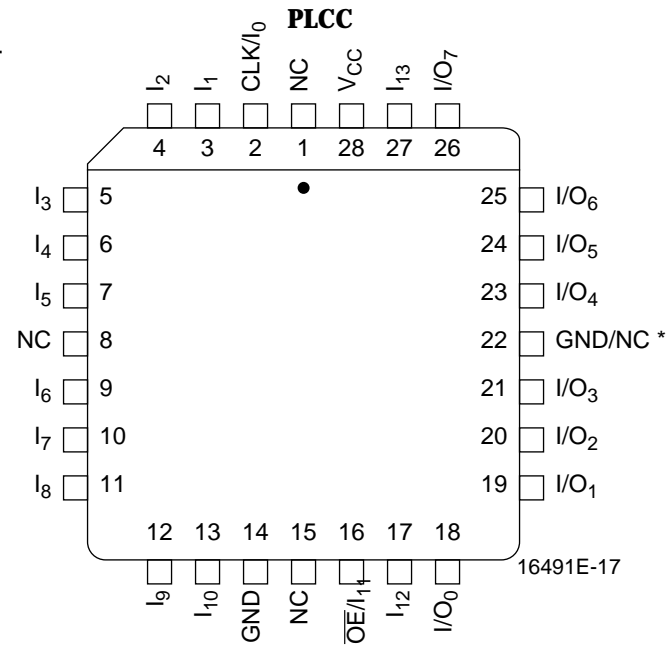 PLCC
I2 I1 CLK/I0 NC VCC I13 I/O7
4 3 2 1 28 27 26
I3 5 25 I/O6
I4 6 24 I/O5
I5 7 23 I/O4
NC 8 22 GND/NC *
I6 9 21 I/O3
I7 10 20 I/O2
I8 11 19 I/O1
12 13 14 15 16 17 18
16491E-17
I9 I10 GND NC OE/I11 I12 I/O0